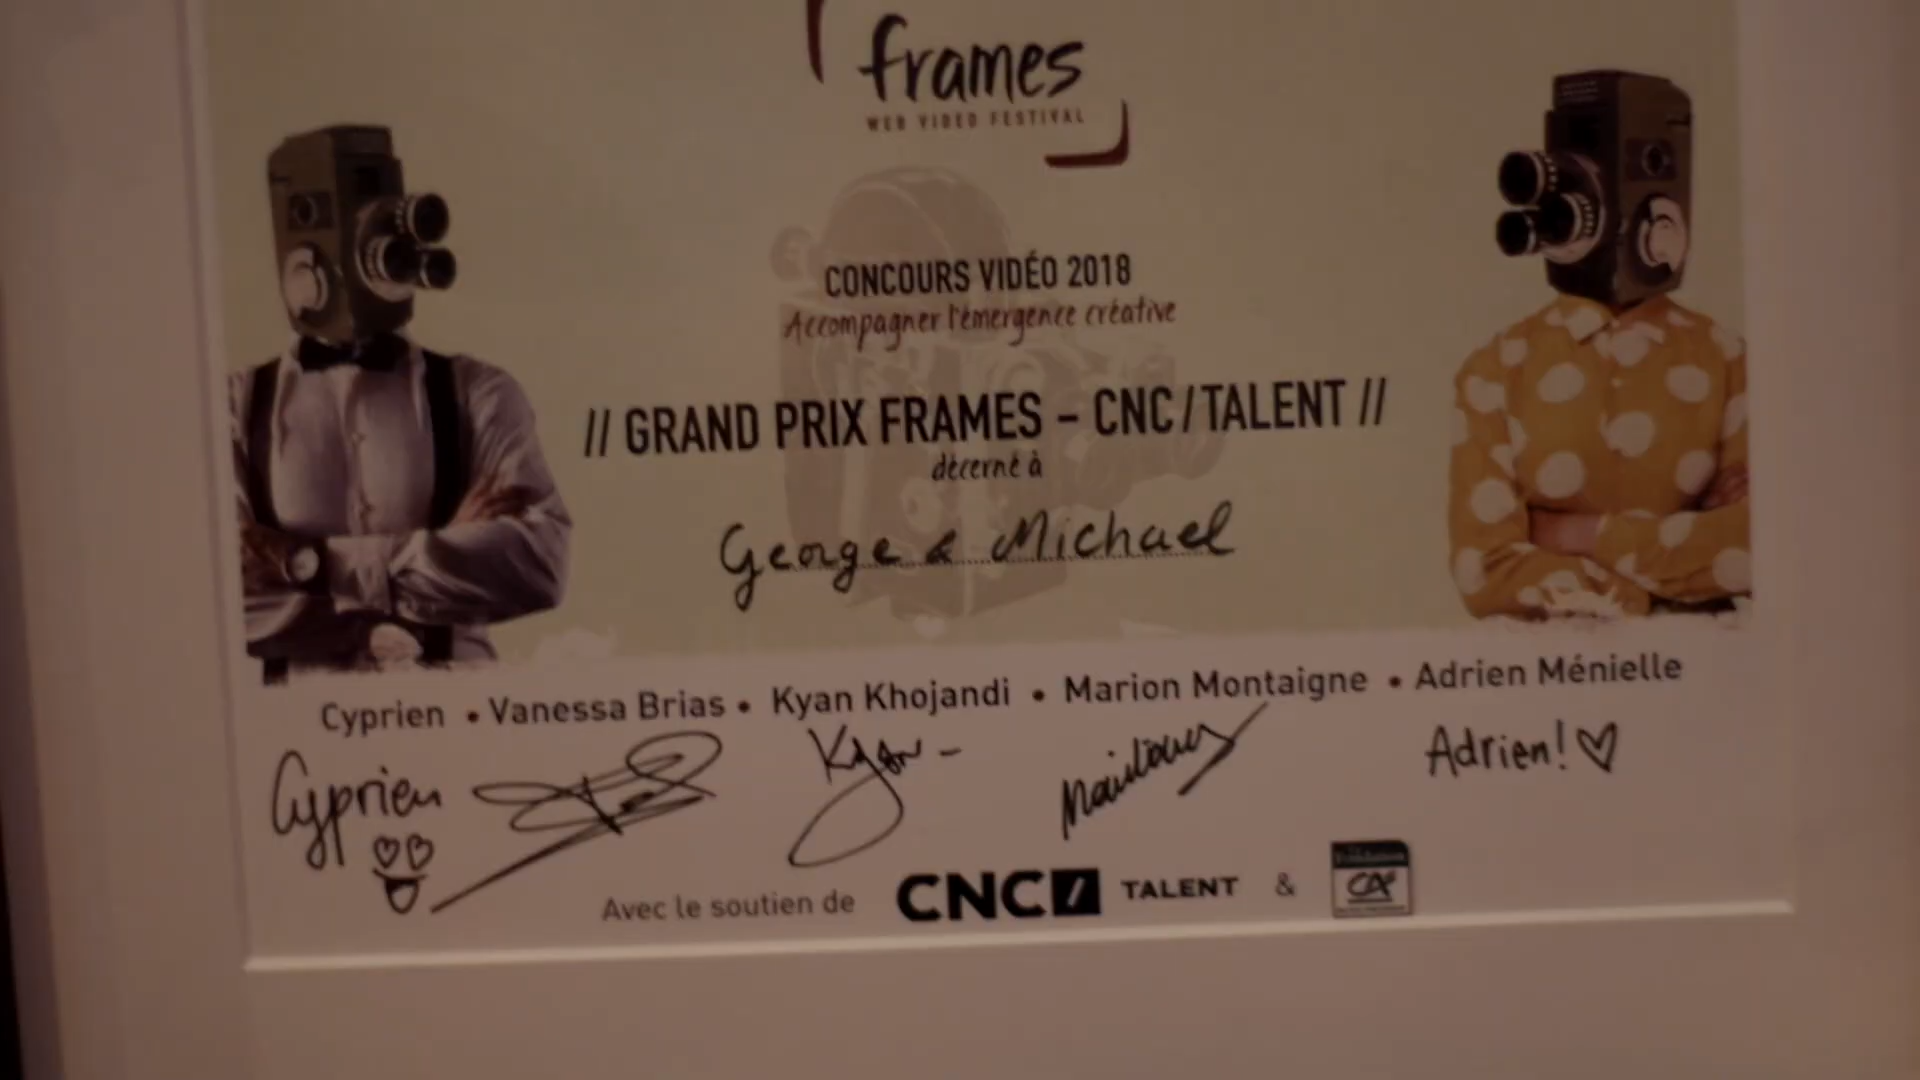 frames
WEB VIDEO FESTIVAL
CONCOURS VIDÉO 2018
Accompagner l'émergence créative
// GRAND PRIX FRAMES – CNC/TALENT //
décerné à
George & Michael
Cyprien • Vanessa Brias • Kyan Khojandi • Marion Montaigne • Adrien Ménielle
Cyprien Kyan Adrien! ♡
Avec le soutien de CNC/ TALENT & CA